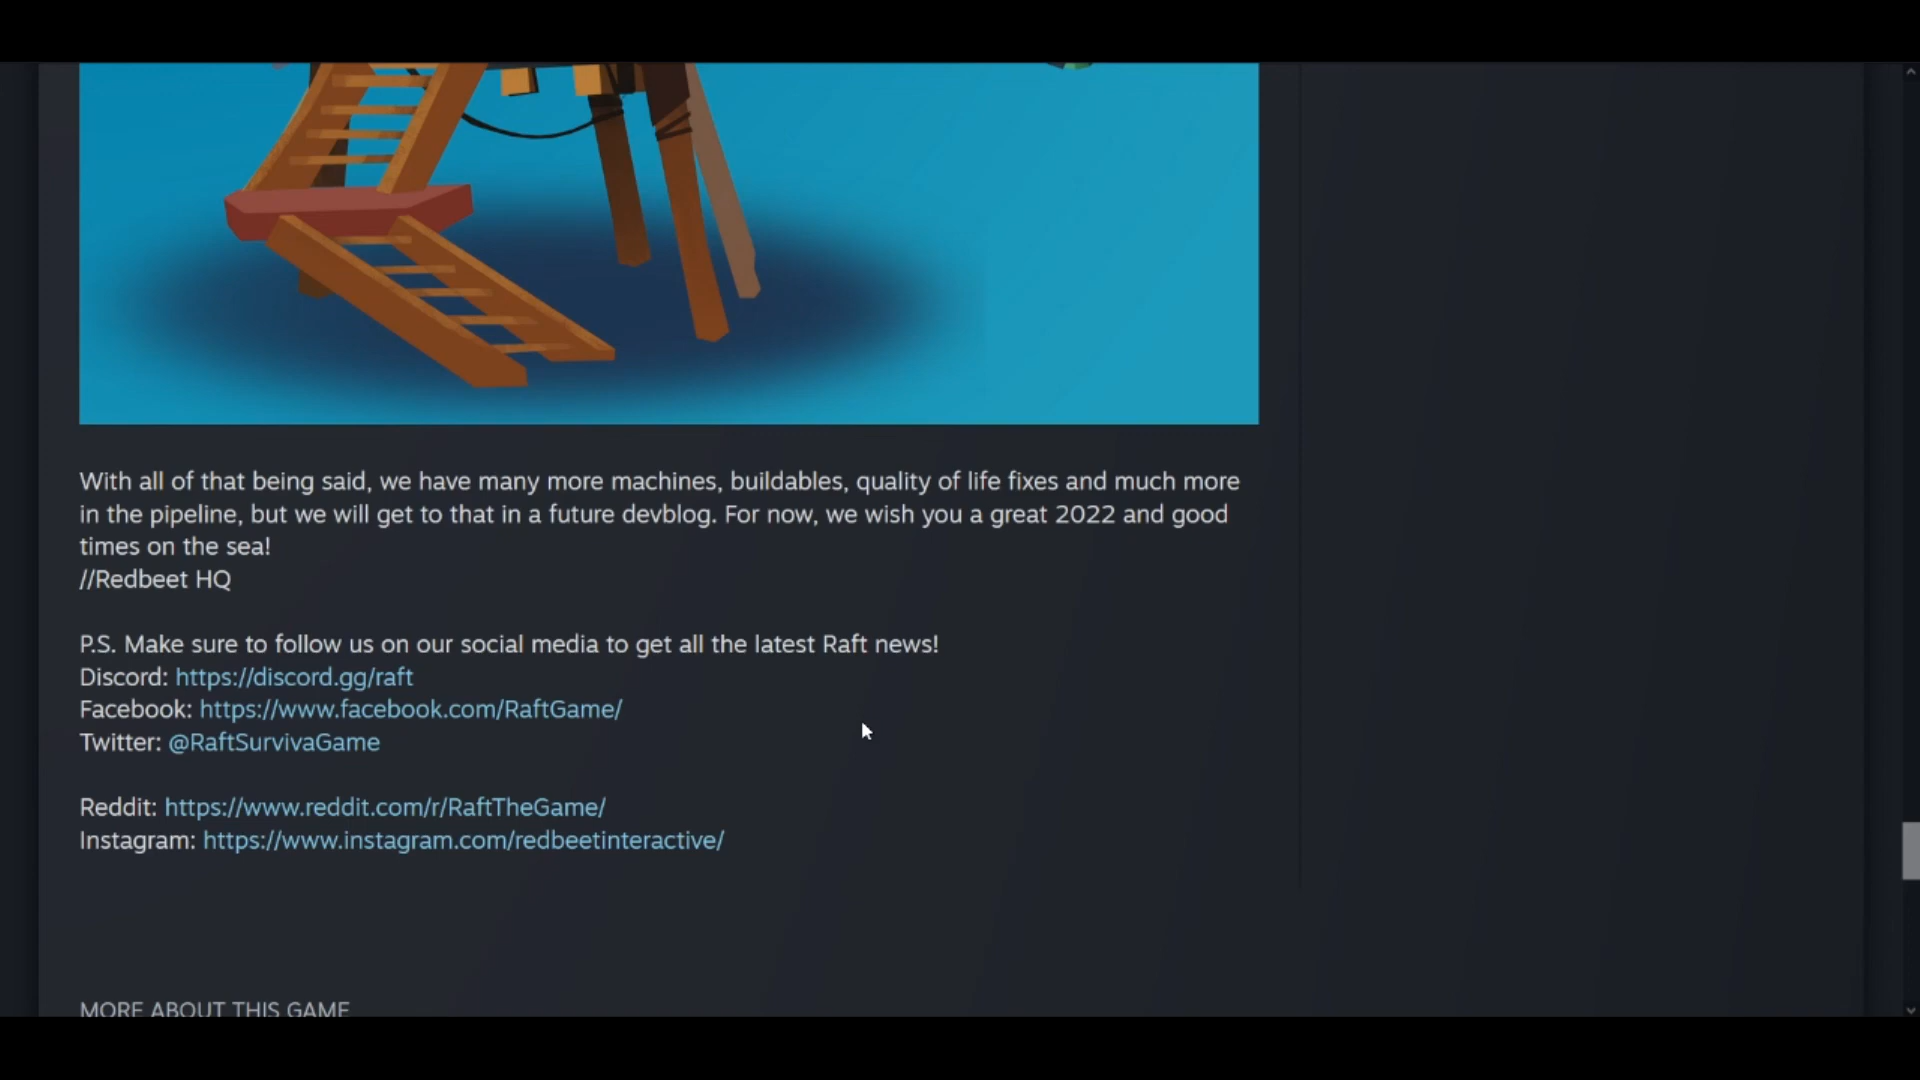 With all of that being said, we have many more machines, buildables, quality of life fixes and much more
in the pipeline, but we will get to that in a future devblog. For now, we wish you a great 2022 and good
times on the sea!
//Redbeet HQ
P.S. Make sure to follow us on our social media to get all the latest Raft news!
Discord: https://discord.gg/raft
Facebook: https://www.facebook.com/RaftGame/
Twitter: @RaftSurvivaGame
Reddit: https://www.reddit.com/r/RaftTheGame/
Instagram: https://www.instagram.com/redbeetinteractive/
MORE ABOUT THIS GAME